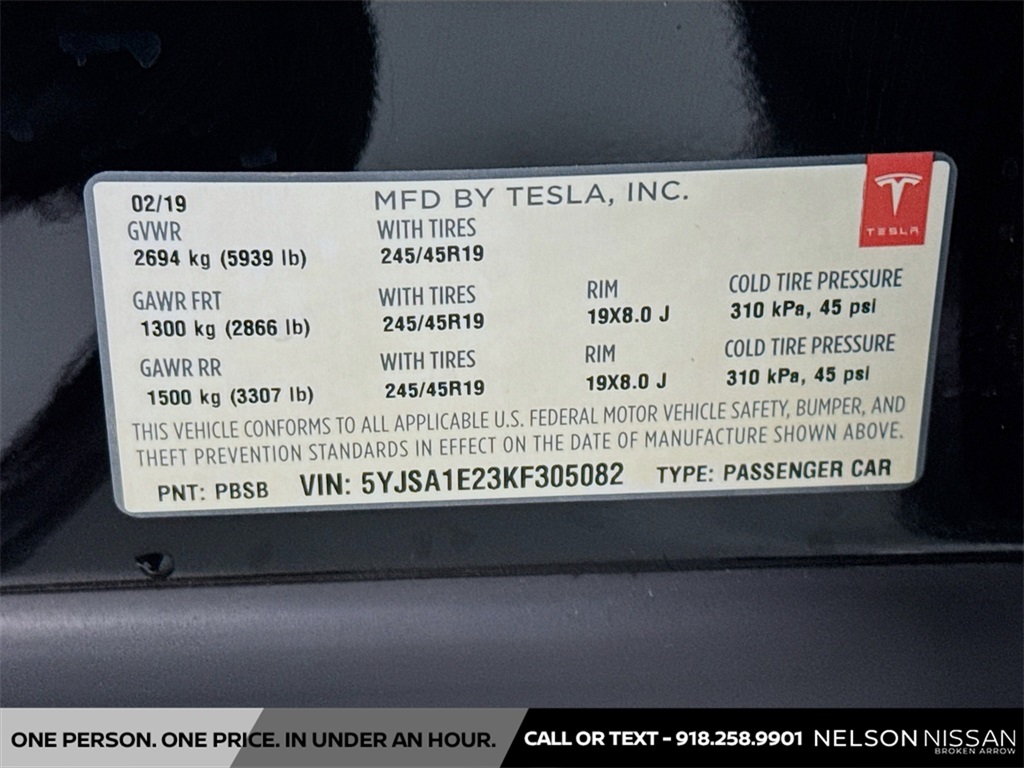 02/19 MFD BY TESLA, INC.
TESLA
GVWR WITH TIRES
2694 kg (5939 lb) 245/45R19
GAWR FRT WITH TIRES RIM COLD TIRE PRESSURE
1300 kg (2866 lb) 245/45R19 19X8.0 J 310 kPa, 45 psi
GAWR RR WITH TIRES RIM COLD TIRE PRESSURE
1500 kg (3307 lb) 245/45R19 19X8.0 J 310 kPa, 45 psi
THIS VEHICLE CONFORMS TO ALL APPLICABLE U.S. FEDERAL MOTOR VEHICLE SAFETY, BUMPER, AND
THEFT PREVENTION STANDARDS IN EFFECT ON THE DATE OF MANUFACTURE SHOWN ABOVE.
PNT: PBSB VIN: 5YJSA1E23KF305082 TYPE: PASSENGER CAR
ONE PERSON. ONE PRICE. IN UNDER AN HOUR. CALL OR TEXT - 918.258.9901 NELSON NISSAN
BROKEN ARROW